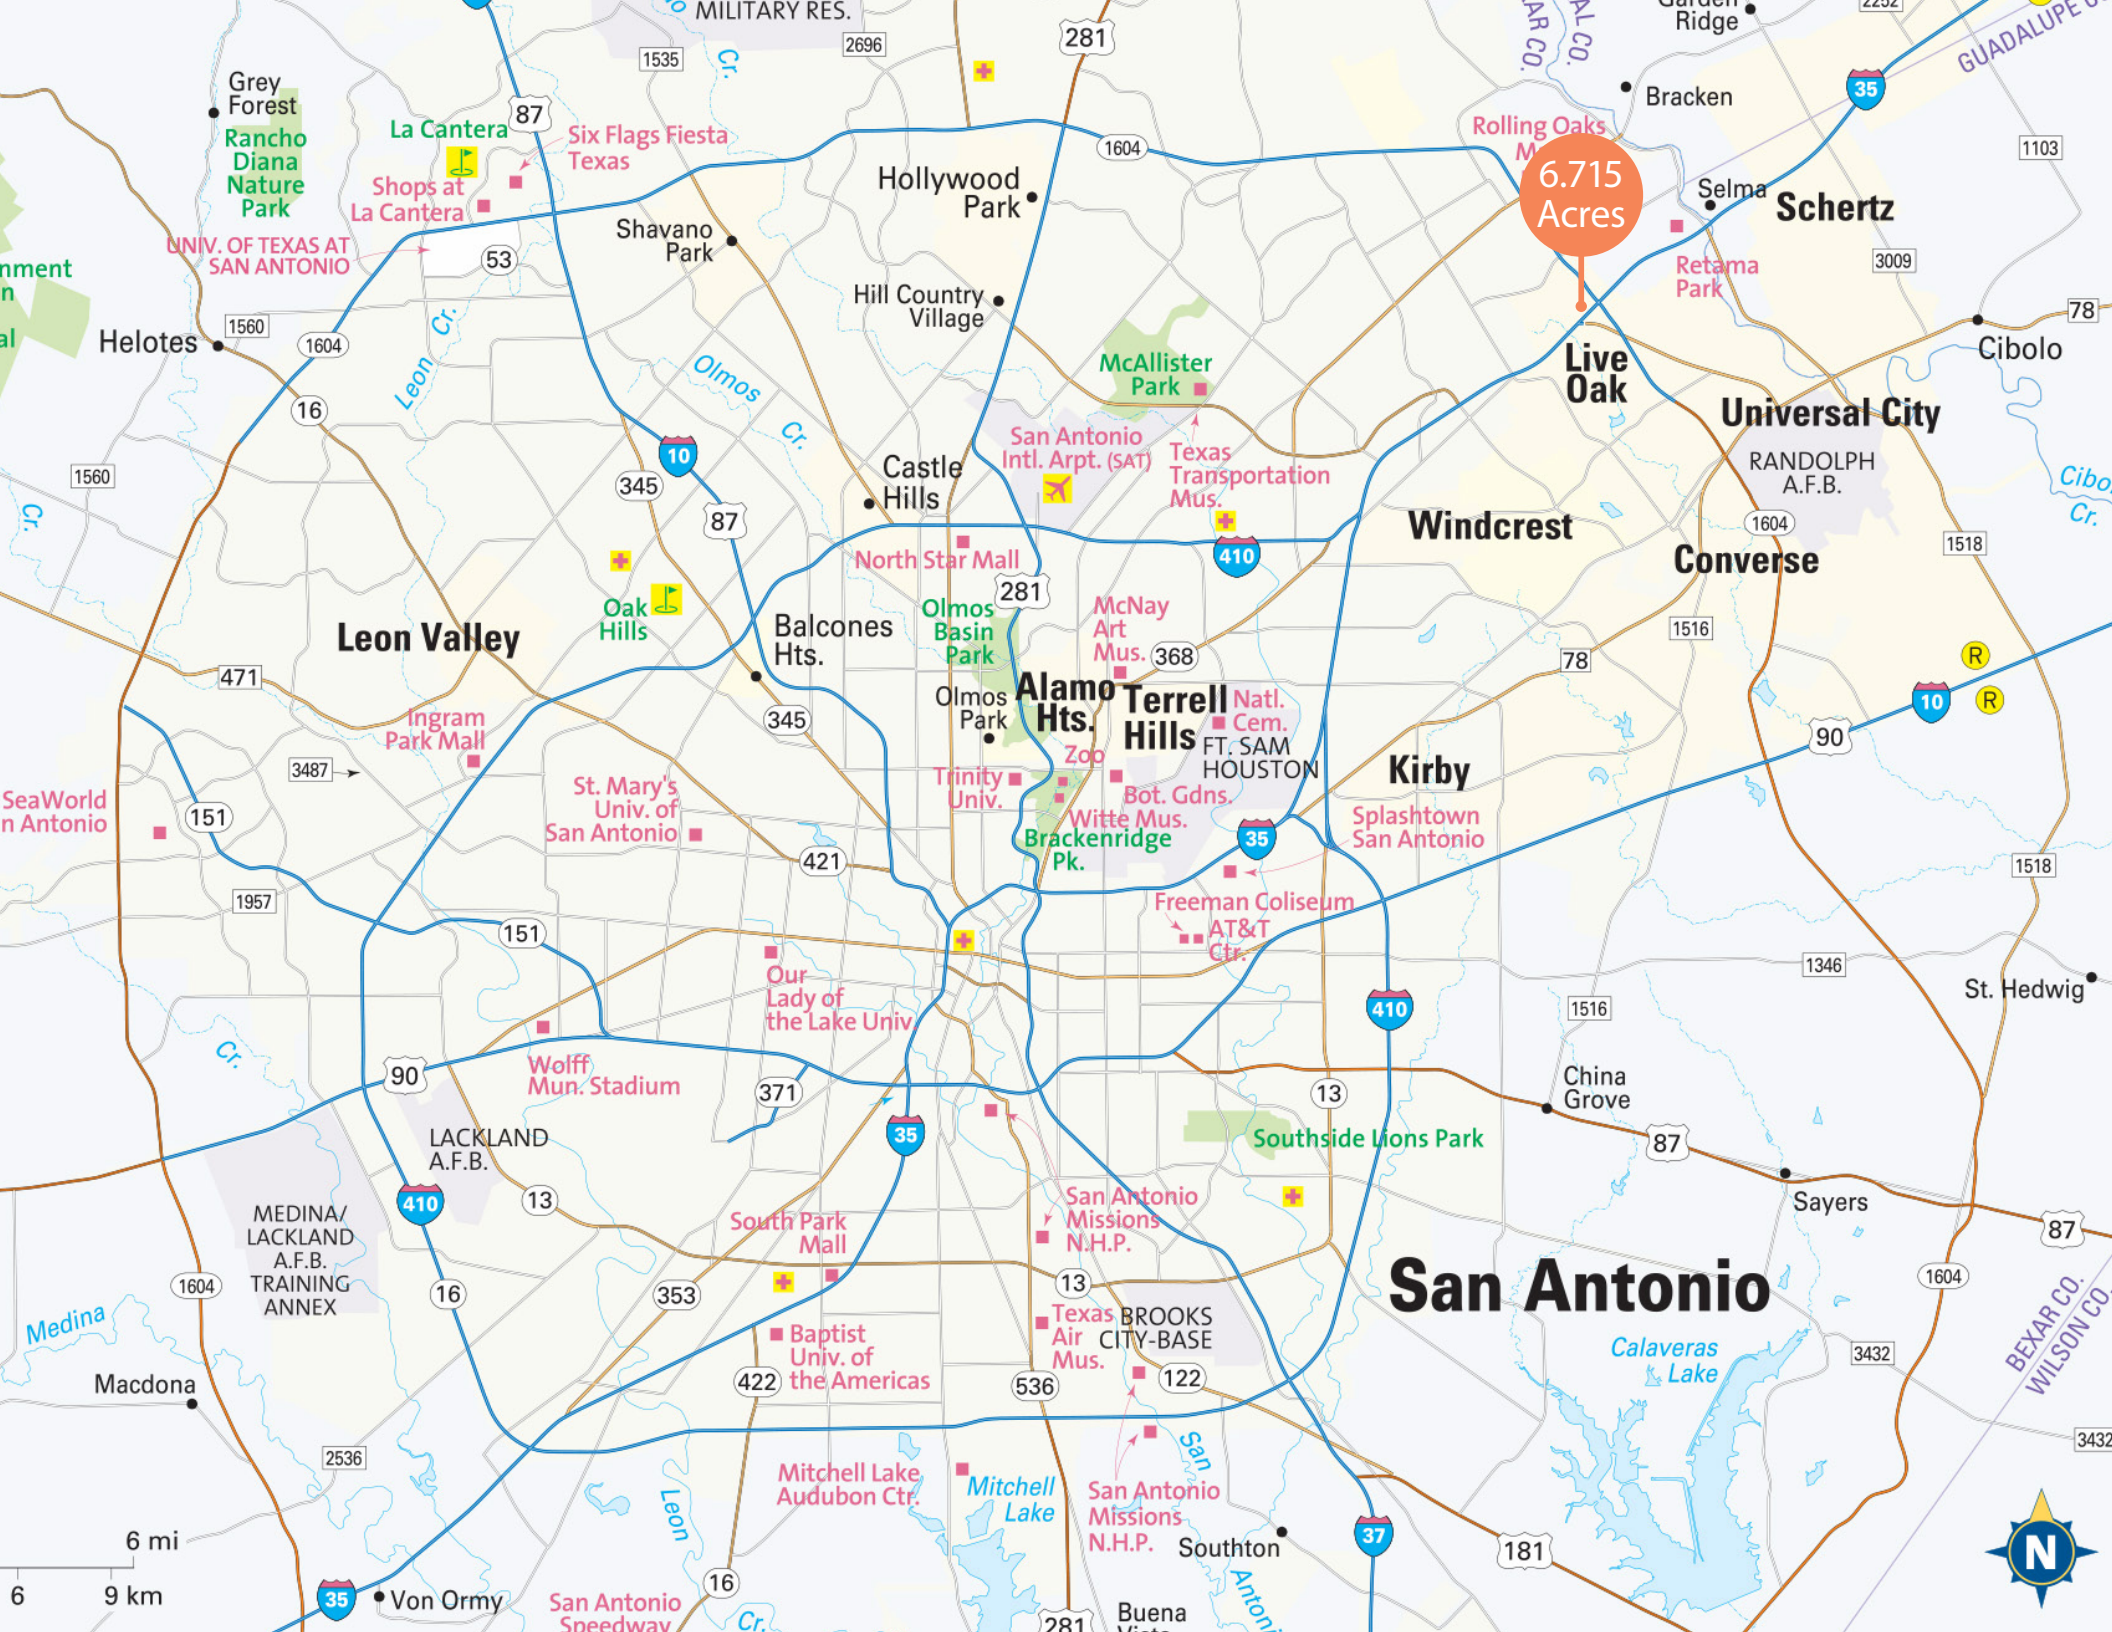 MILITARY RES.
2696
281
1535
Cr.
Garden
Ridge
2252
GUADALUPE
AR CO.
AL CO.
Grey
Forest
87
Bracken
35
La Cantera
Six Flags Fiesta
Texas
Rancho
Diana
Nature
Park
Rolling Oaks
1604
1103
6.715
Acres
Hollywood
Park
Shops at
La Cantera
Selma
Schertz
Shavano
Park
UNIV. OF TEXAS AT
SAN ANTONIO
53
3009
Retama
Park
nment
n
al
Hill Country
Village
Helotes
1560
1604
Leon Cr.
78
Cibolo
Live
Oak
McAllister
Park
Olmos
Cr.
16
Universal City
San Antonio
Intl. Arpt. (SAT)
Texas
Transportation
Mus.
10
Castle
Hills
RANDOLPH
A.F.B.
1560
345
Cibo
Cr.
Cr.
87
Windcrest
1604
1518
North Star Mall
410
Converse
281
Oak
Hills
Olmos
Basin
Park
McNay
Art
Mus.
368
Leon Valley
Balcones
Hts.
1516
78
R
R
471
Olmos
Park
Alamo
Hts.
Terrell
Hills
Natl.
Cem.
10
90
Ingram
Park Mall
345
FT. SAM
HOUSTON
Kirby
3487
Zoo
Trinity
Univ.
Bot. Gdns.
Witte Mus.
SeaWorld
n Antonio
151
St. Mary's
Univ. of
San Antonio
Brackenridge
Pk.
35
Splashtown
San Antonio
421
1518
1957
Freeman Coliseum
AT&T
Ctr.
151
Our
Lady of
the Lake Univ.
1346
St. Hedwig
410
1516
Cr.
Wolff
Mun. Stadium
90
371
13
China
Grove
35
LACKLAND
A.F.B.
Southside Lions Park
87
410
13
San Antonio
Missions
N.H.P.
Sayers
MEDINA/
LACKLAND
A.F.B.
TRAINING
ANNEX
South Park
Mall
87
1604
16
353
13
San Antonio
1604
BEXAR CO.
WILSON CO.
Medina
Baptist
Univ. of
the Americas
Texas
Air
Mus.
BROOKS
CITY-BASE
Calaveras
Lake
3432
Macdona
422
536
122
3432
2536
Leon
Mitchell Lake
Audubon Ctr.
Mitchell
Lake
San Antonio
Missions
N.H.P.
San
Southton
37
181
N
6 mi
6
9 km
35
Von Ormy
San Antonio
Speedway
16
Cr.
281
Buena
Antoni